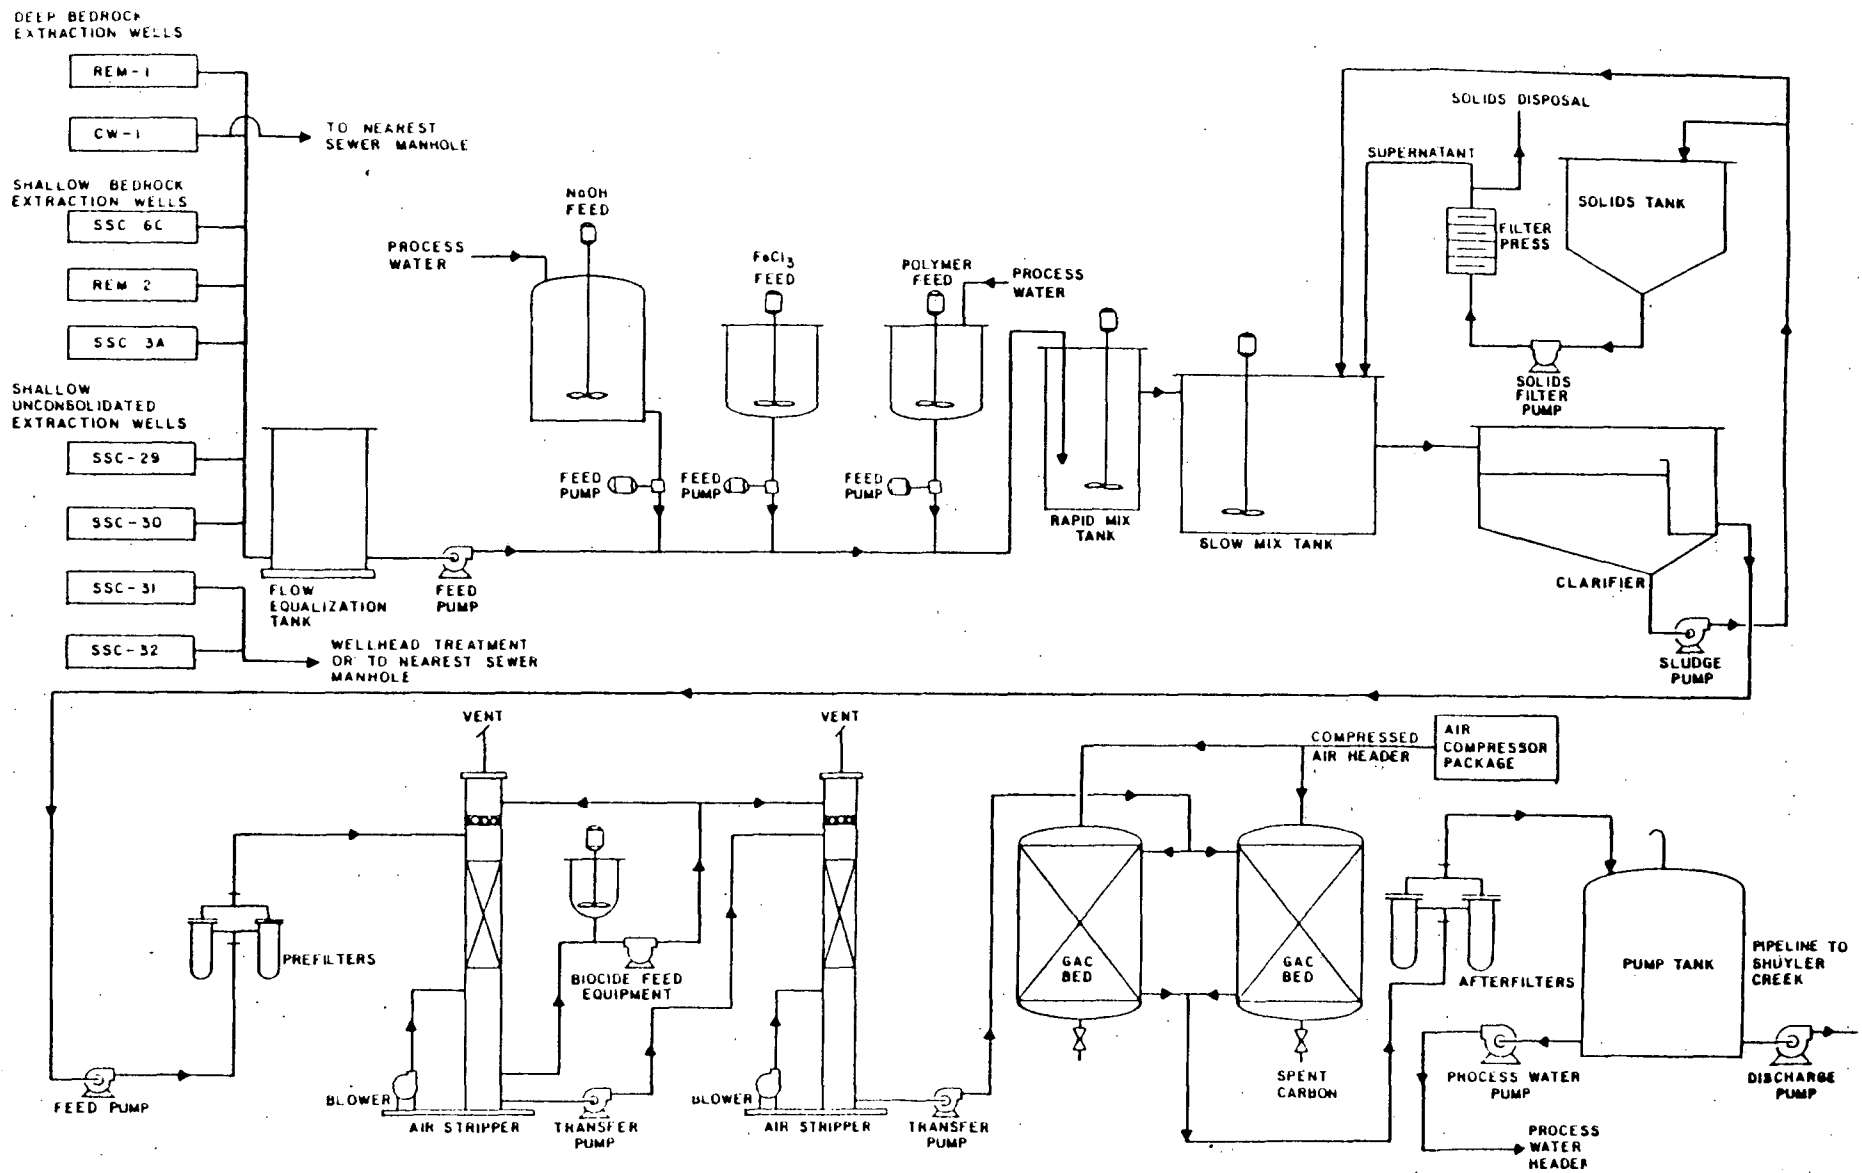 DEEP BEDROCK
EXTRACTION WELLS
REM-1
CW-1
TO NEAREST
SEWER MANHOLE
SHALLOW BEDROCK
EXTRACTION WELLS
SSC 6C
REM 2
SSC 3A
SHALLOW
UNCONSOLIDATED
EXTRACTION WELLS
SSC-29
SSC-30
SSC-31
SSC-32
WELLHEAD TREATMENT
OR TO NEAREST SEWER
MANHOLE
FLOW
EQUALIZATION
TANK
FEED
PUMP
PROCESS
WATER
NaOH
FEED
FEED
PUMP
FeCl3
FEED
FEED
PUMP
POLYMER
FEED
PROCESS
WATER
FEED
PUMP
RAPID MIX
TANK
SLOW MIX TANK
SOLIDS DISPOSAL
SUPERNATANT
FILTER
PRESS
SOLIDS TANK
SOLIDS
FILTER
PUMP
CLARIFIER
SLUDGE
PUMP
FEED PUMP
PREFILTERS
VENT
BLOWER
AIR STRIPPER
BIOCIDE FEED
EQUIPMENT
TRANSFER
PUMP
VENT
BLOWER
AIR STRIPPER
TRANSFER
PUMP
COMPRESSED
AIR HEADER
AIR
COMPRESSOR
PACKAGE
GAC
BED
GAC
BED
SPENT
CARBON
AFTERFILTERS
PUMP TANK
PIPELINE TO
SHUYLER
CREEK
PROCESS WATER
PUMP
DISCHARGE
PUMP
PROCESS
WATER
HEADER